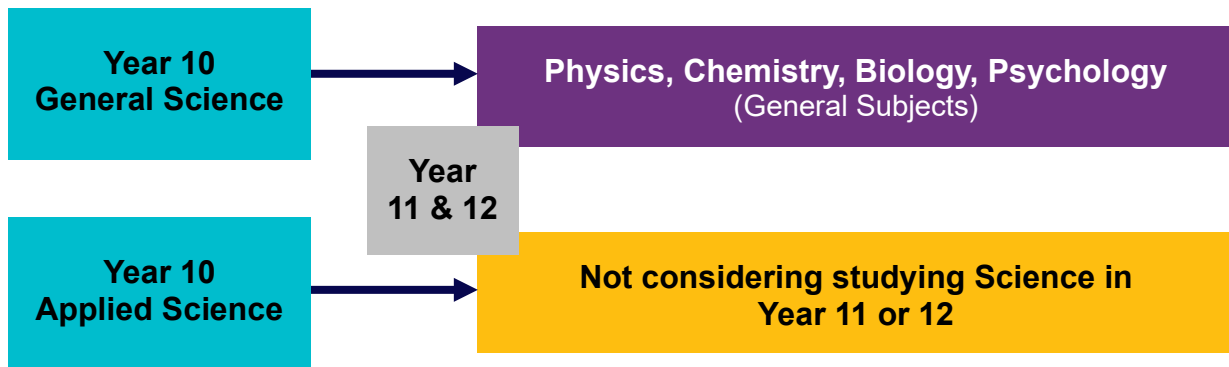 Year 10
General Science
Physics, Chemistry, Biology, Psychology
(General Subjects)
Year
11 & 12
Year 10
Applied Science
Not considering studying Science in
Year 11 or 12